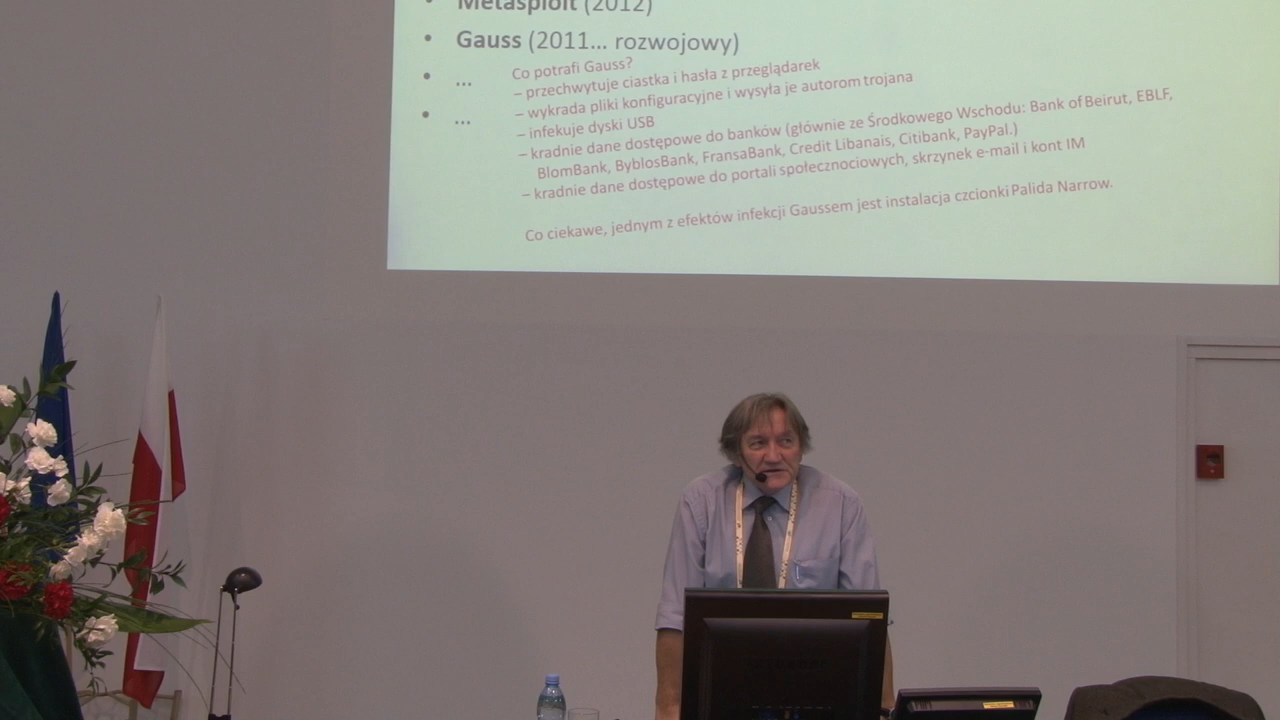 • Metasploit (2012)
• Gauss (2011... rozwojowy)
• ...
• ...
Co potrafi Gauss?
– przechwytuje ciastka i hasła z przeglądarek
– wykrada pliki konfiguracyjne i wysyła je autorom trojana
– infekuje dyski USB
– kradnie dane dostępowe do banków (głównie ze Środkowego Wschodu: Bank of Beirut, EBLF,
BlomBank, ByblosBank, FransaBank, Credit Libanais, Citibank, PayPal.)
– kradnie dane dostępowe do portali społecznociowych, skrzynek e-mail i kont IM
Co ciekawe, jednym z efektów infekcji Gaussem jest instalacja czcionki Palida Narrow.